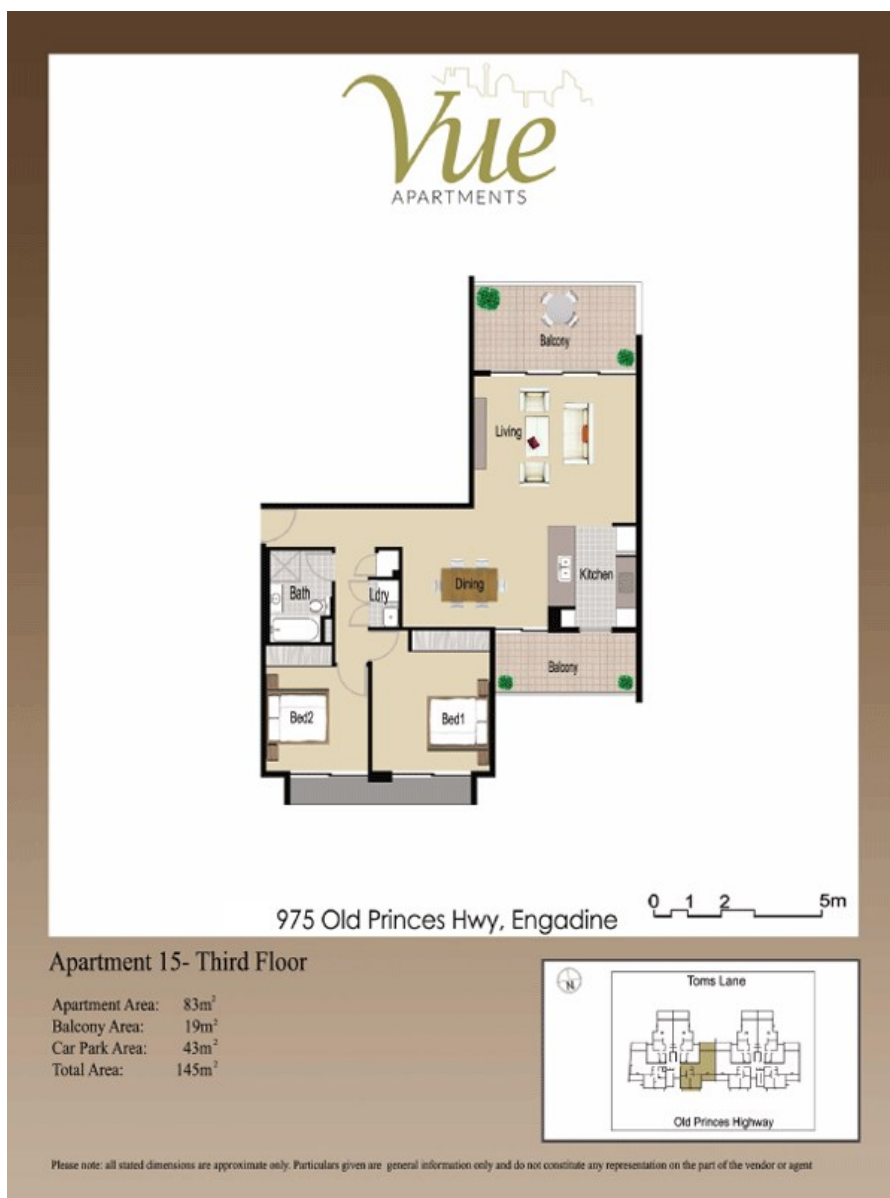 Vue
APARTMENTS
Balcony
Living
Kitchen
Dining
Bath
Ldry
Balcony
Bed2
Bed1
0 1 2 5m
975 Old Princes Hwy, Engadine
Apartment 15- Third Floor
Apartment Area: 83m²
Balcony Area: 19m²
Car Park Area: 43m²
Total Area: 145m²
N
Toms Lane
Old Princes Highway
Please note: all stated dimensions are approximate only. Particulars given are general information only and do not constitute any representation on the part of the vendor or agent